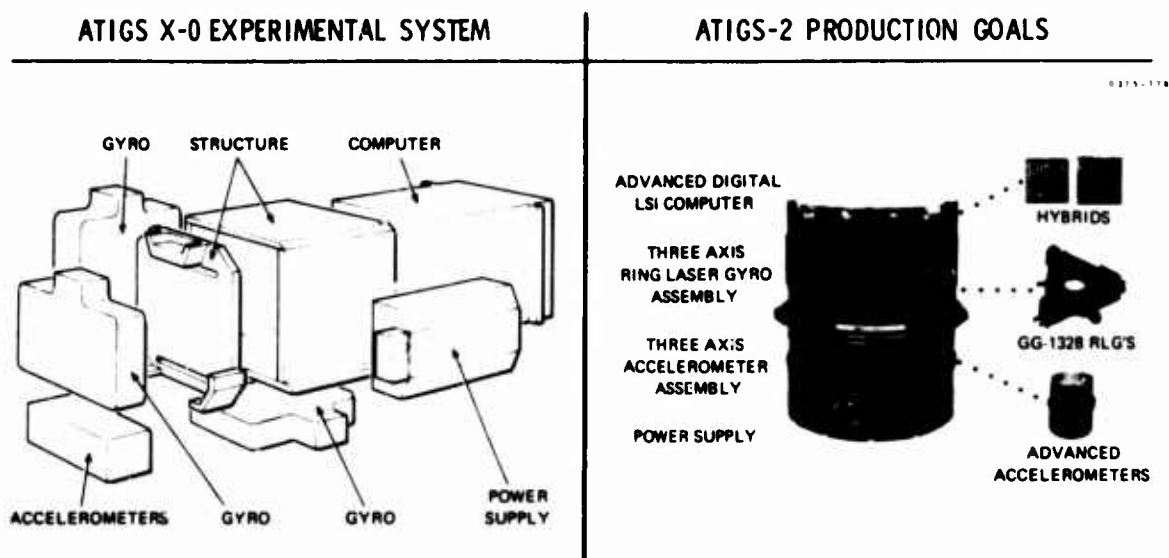 ATIGS X-0 EXPERIMENTAL SYSTEM
GYRO
STRUCTURE
COMPUTER
ACCELEROMETERS
GYRO
GYRO
POWER
SUPPLY
ATIGS-2 PRODUCTION GOALS
ADVANCED DIGITAL
LSI COMPUTER
THREE AXIS
RING LASER GYRO
ASSEMBLY
THREE AXIS
ACCELEROMETER
ASSEMBLY
POWER SUPPLY
HYBRIDS
GG-1328 RLG'S
ADVANCED
ACCELEROMETERS